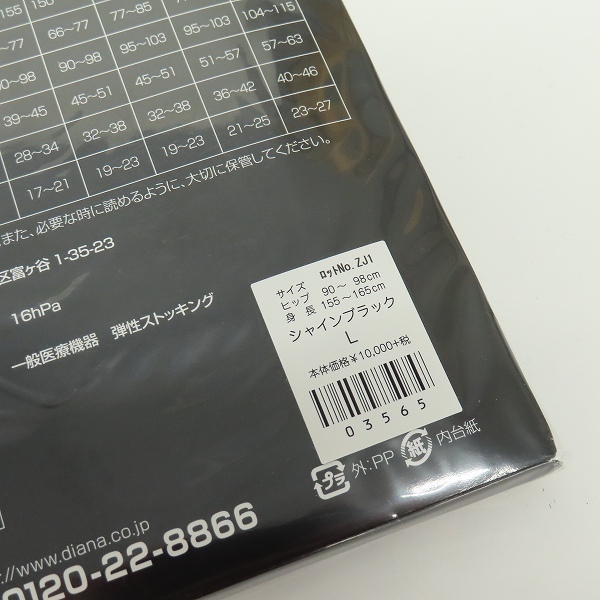 155 150
77 66~77 77~85 95~103 104~115
90~98 90~98 95~103
39~45 45~51 45~51 51~57 57~63
28~34 32~38 32~38 36~42 40~46
17~21 19~23 19~23 21~25 23~27
また、必要な時に読めるように、大切に保管してください。
区富ヶ谷 1-35-23
16hPa
一般医療機器 弾性ストッキング
ロットNo. ZJ1
サイズ
ヒップ 90~ 98cm
身長 155~165cm
シャインブラック
L
本体価格¥10,000+税
03565
プラ 外:PP 紙 内台紙
://www.diana.co.jp
0120-22-8866